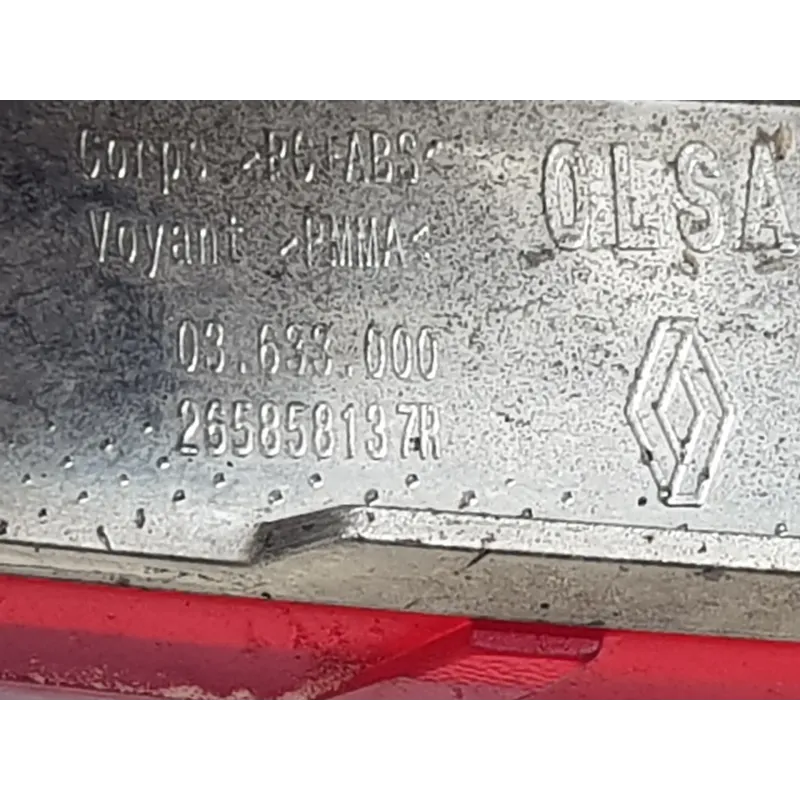 Corps >PC+ABS<
OLSA
Voyant >PMMA<
03.633.000
265858137R